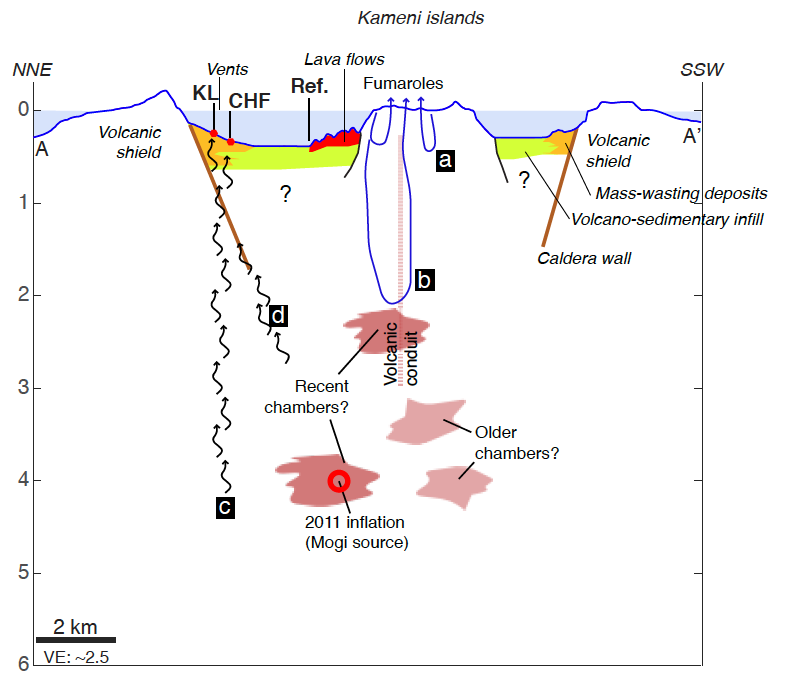 Kameni islands
NNE
SSW
Vents
Lava flows
KL
CHF
Ref.
Fumaroles
0
A
A'
Volcanic
shield
Volcanic
shield
a
?
?
1
Mass-wasting deposits
Volcano-sedimentary infill
Caldera wall
b
2
d
Volcanic
conduit
3
Recent
chambers?
Older
chambers?
4
c
2011 inflation
(Mogi source)
5
2 km
VE: ~2.5
6